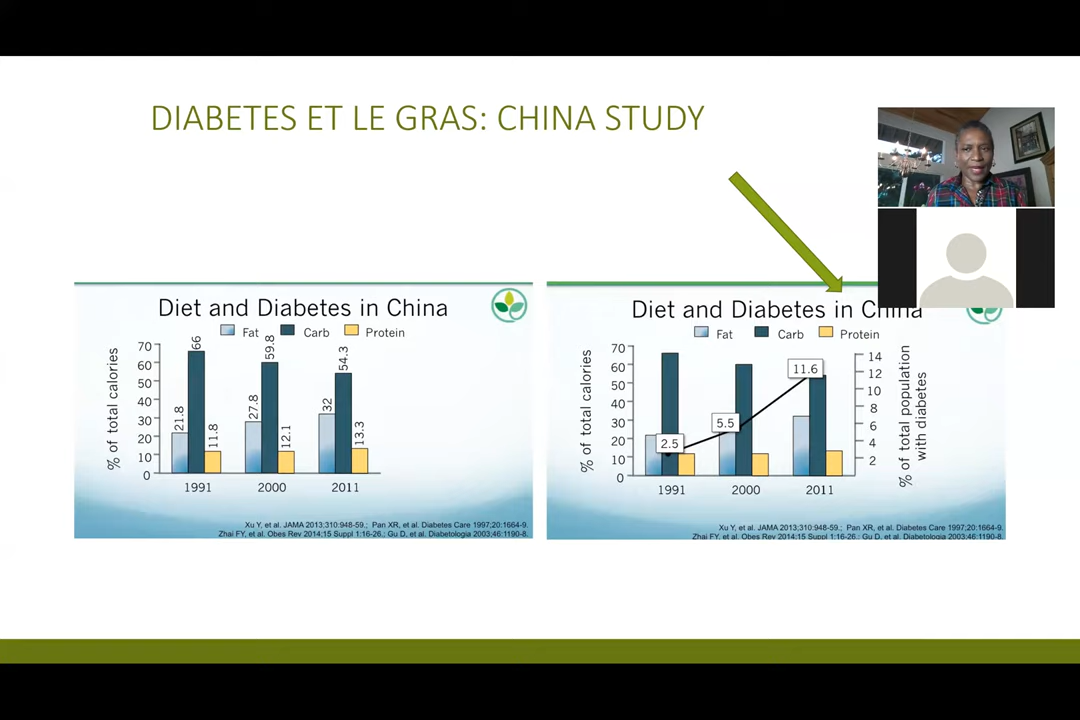 DIABETES ET LE GRAS: CHINA STUDY
Diet and Diabetes in China
Fat Carb Protein
% of total calories
70
60
50
40
30
20
10
0
21.8 66 11.8
27.8 59.8 12.1
32 54.3 13.3
1991 2000 2011
Xu Y, et al. JAMA 2013;310:948-59.; Pan XR, et al. Diabetes Care 1997;20:1664-9.
Zhai FY, et al. Obes Rev 2014;15 Suppl 1:16-26.; Gu D, et al. Diabetologia 2003;46:1190-8.
Diet and Diabetes in China
Fat Carb Protein
% of total calories
70
60
50
40
30
20
10
0
2.5
5.5
11.6
14
12
10
8
6
4
2
% of total population
with diabetes
1991 2000 2011
Xu Y, et al. JAMA 2013;310:948-59.; Pan XR, et al. Diabetes Care 1997;20:1664-9.
Zhai FY, et al. Obes Rev 2014;15 Suppl 1:16-26.; Gu D, et al. Diabetologia 2003;46:1190-8.